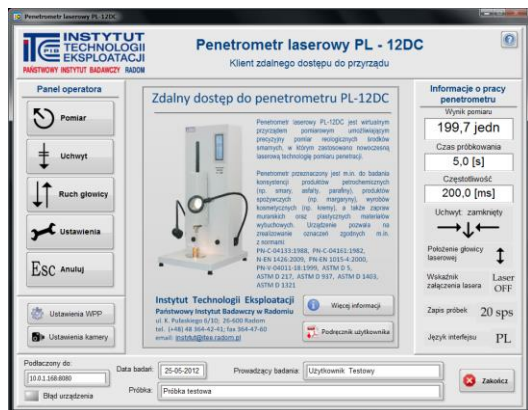 Penetrometr laserowy PL-12DC
INSTYTUT
TECHNOLOGII
EKSPLOATACJI
PIB
PAŃSTWOWY INSTYTUT BADAWCZY RADOM
Penetrometr laserowy PL - 12DC
Klient zdalnego dostępu do przyrządu
Panel operatora
Pomiar
Uchwyt
Ruch głowicy
Ustawienia
ESC Anuluj
Ustawienia WPP
Ustawienia kamery
Zdalny dostęp do penetrometru PL-12DC
Penetrometr laserowy PL-12DC jest wirtualnym
przyrządem pomiarowym umożliwiającym
precyzyjny pomiar reologicznych środków
smarnych, w którym zastosowano nowoczesną
laserową technologię pomiaru penetracji.
Penetrometr przeznaczony jest m.in. do badania
konsystencji produktów petrochemicznych
(np. smary, asfalty, parafiny), produktów
spożywczych (np. margaryny), wyrobów
kosmetycznych (np. kremy), a także zapraw
murarskich oraz plastycznych materiałów
wybuchowych. Urządzenie pozwala na
zrealizowanie oznaczeń zgodnych m.in.
z normami:
PN-C-04133:1988, PN-C-04161:1962,
N-EN 1426:2009, PN-EN 1015-4:2000,
PN-V-04011-18:1999, ASTM D 5,
ASTM D 217, ASTM D 937, ASTM D 1403,
ASTM D 1321
Instytut Technologii Eksploatacji
Państwowy Instytut Badawczy w Radomiu
ul. K. Pułaskiego 6/10, 26-600 Radom
tel. (+48) 48 364-42-41; fax 364-47-60
email: instytut@itee.radom.pl
Więcej informacji
Podręcznik użytkownika
Informacje o pracy
penetrometru
Wynik pomiaru
199,7 jedn
Czas próbkowania
5,0 [s]
Częstotliwość
200,0 [ms]
Uchwyt: zamknięty
Położenie głowicy
laserowej
Wskaźnik
załączenia lasera
Laser
OFF
Zapis próbek 20 sps
Język interfejsu PL
Podłączony do:
10.0.1.168:8080
Błąd urządzenia
Data badań: 25-05-2012
Prowadzący badania: Użytkownik Testowy
Próbka: Próbka testowa
Zakończ